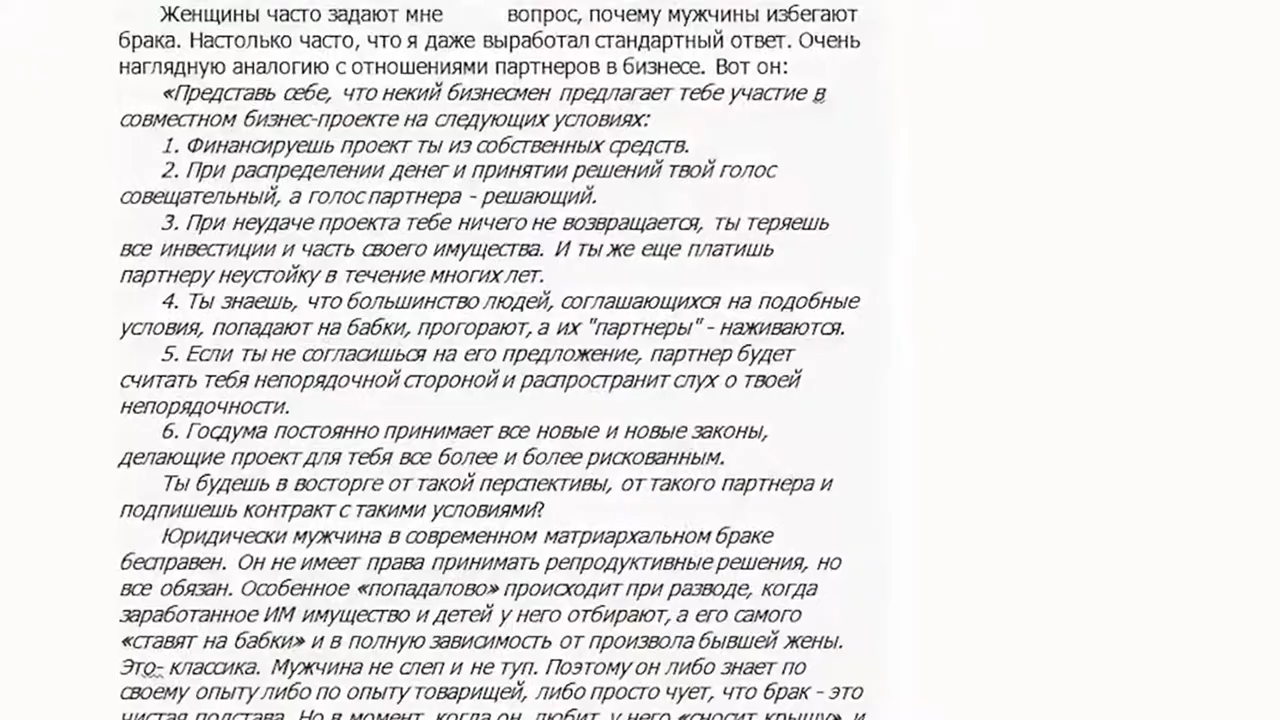 Женщины часто задают мне вопрос, почему мужчины избегают
брака. Настолько часто, что я даже выработал стандартный ответ. Очень
наглядную аналогию с отношениями партнеров в бизнесе. Вот он:
«Представь себе, что некий бизнесмен предлагает тебе участие в
совместном бизнес-проекте на следующих условиях:
1. Финансируешь проект ты из собственных средств.
2. При распределении денег и принятии решений твой голос
совещательный, а голос партнера - решающий.
3. При неудаче проекта тебе ничего не возвращается, ты теряешь
все инвестиции и часть своего имущества. И ты же еще платишь
партнеру неустойку в течение многих лет.
4. Ты знаешь, что большинство людей, соглашающихся на подобные
условия, попадают на бабки, прогорают, а их "партнеры" - наживаются.
5. Если ты не согласишься на его предложение, партнер будет
считать тебя непорядочной стороной и распространит слух о твоей
непорядочности.
6. Госдума постоянно принимает все новые и новые законы,
делающие проект для тебя все более и более рискованным.
Ты будешь в восторге от такой перспективы, от такого партнера и
подпишешь контракт с такими условиями?
Юридически мужчина в современном матриархальном браке
бесправен. Он не имеет права принимать репродуктивные решения, но
все обязан. Особенное «попадалово» происходит при разводе, когда
заработанное ИМ имущество и детей у него отбирают, а его самого
«ставят на бабки» и в полную зависимость от произвола бывшей жены.
Это- классика. Мужчина не слеп и не туп. Поэтому он либо знает по
своему опыту либо по опыту товарищей, либо просто чует, что брак - это
чистая подстава. Но в момент, когда он любит, у него «сносит крышу» и